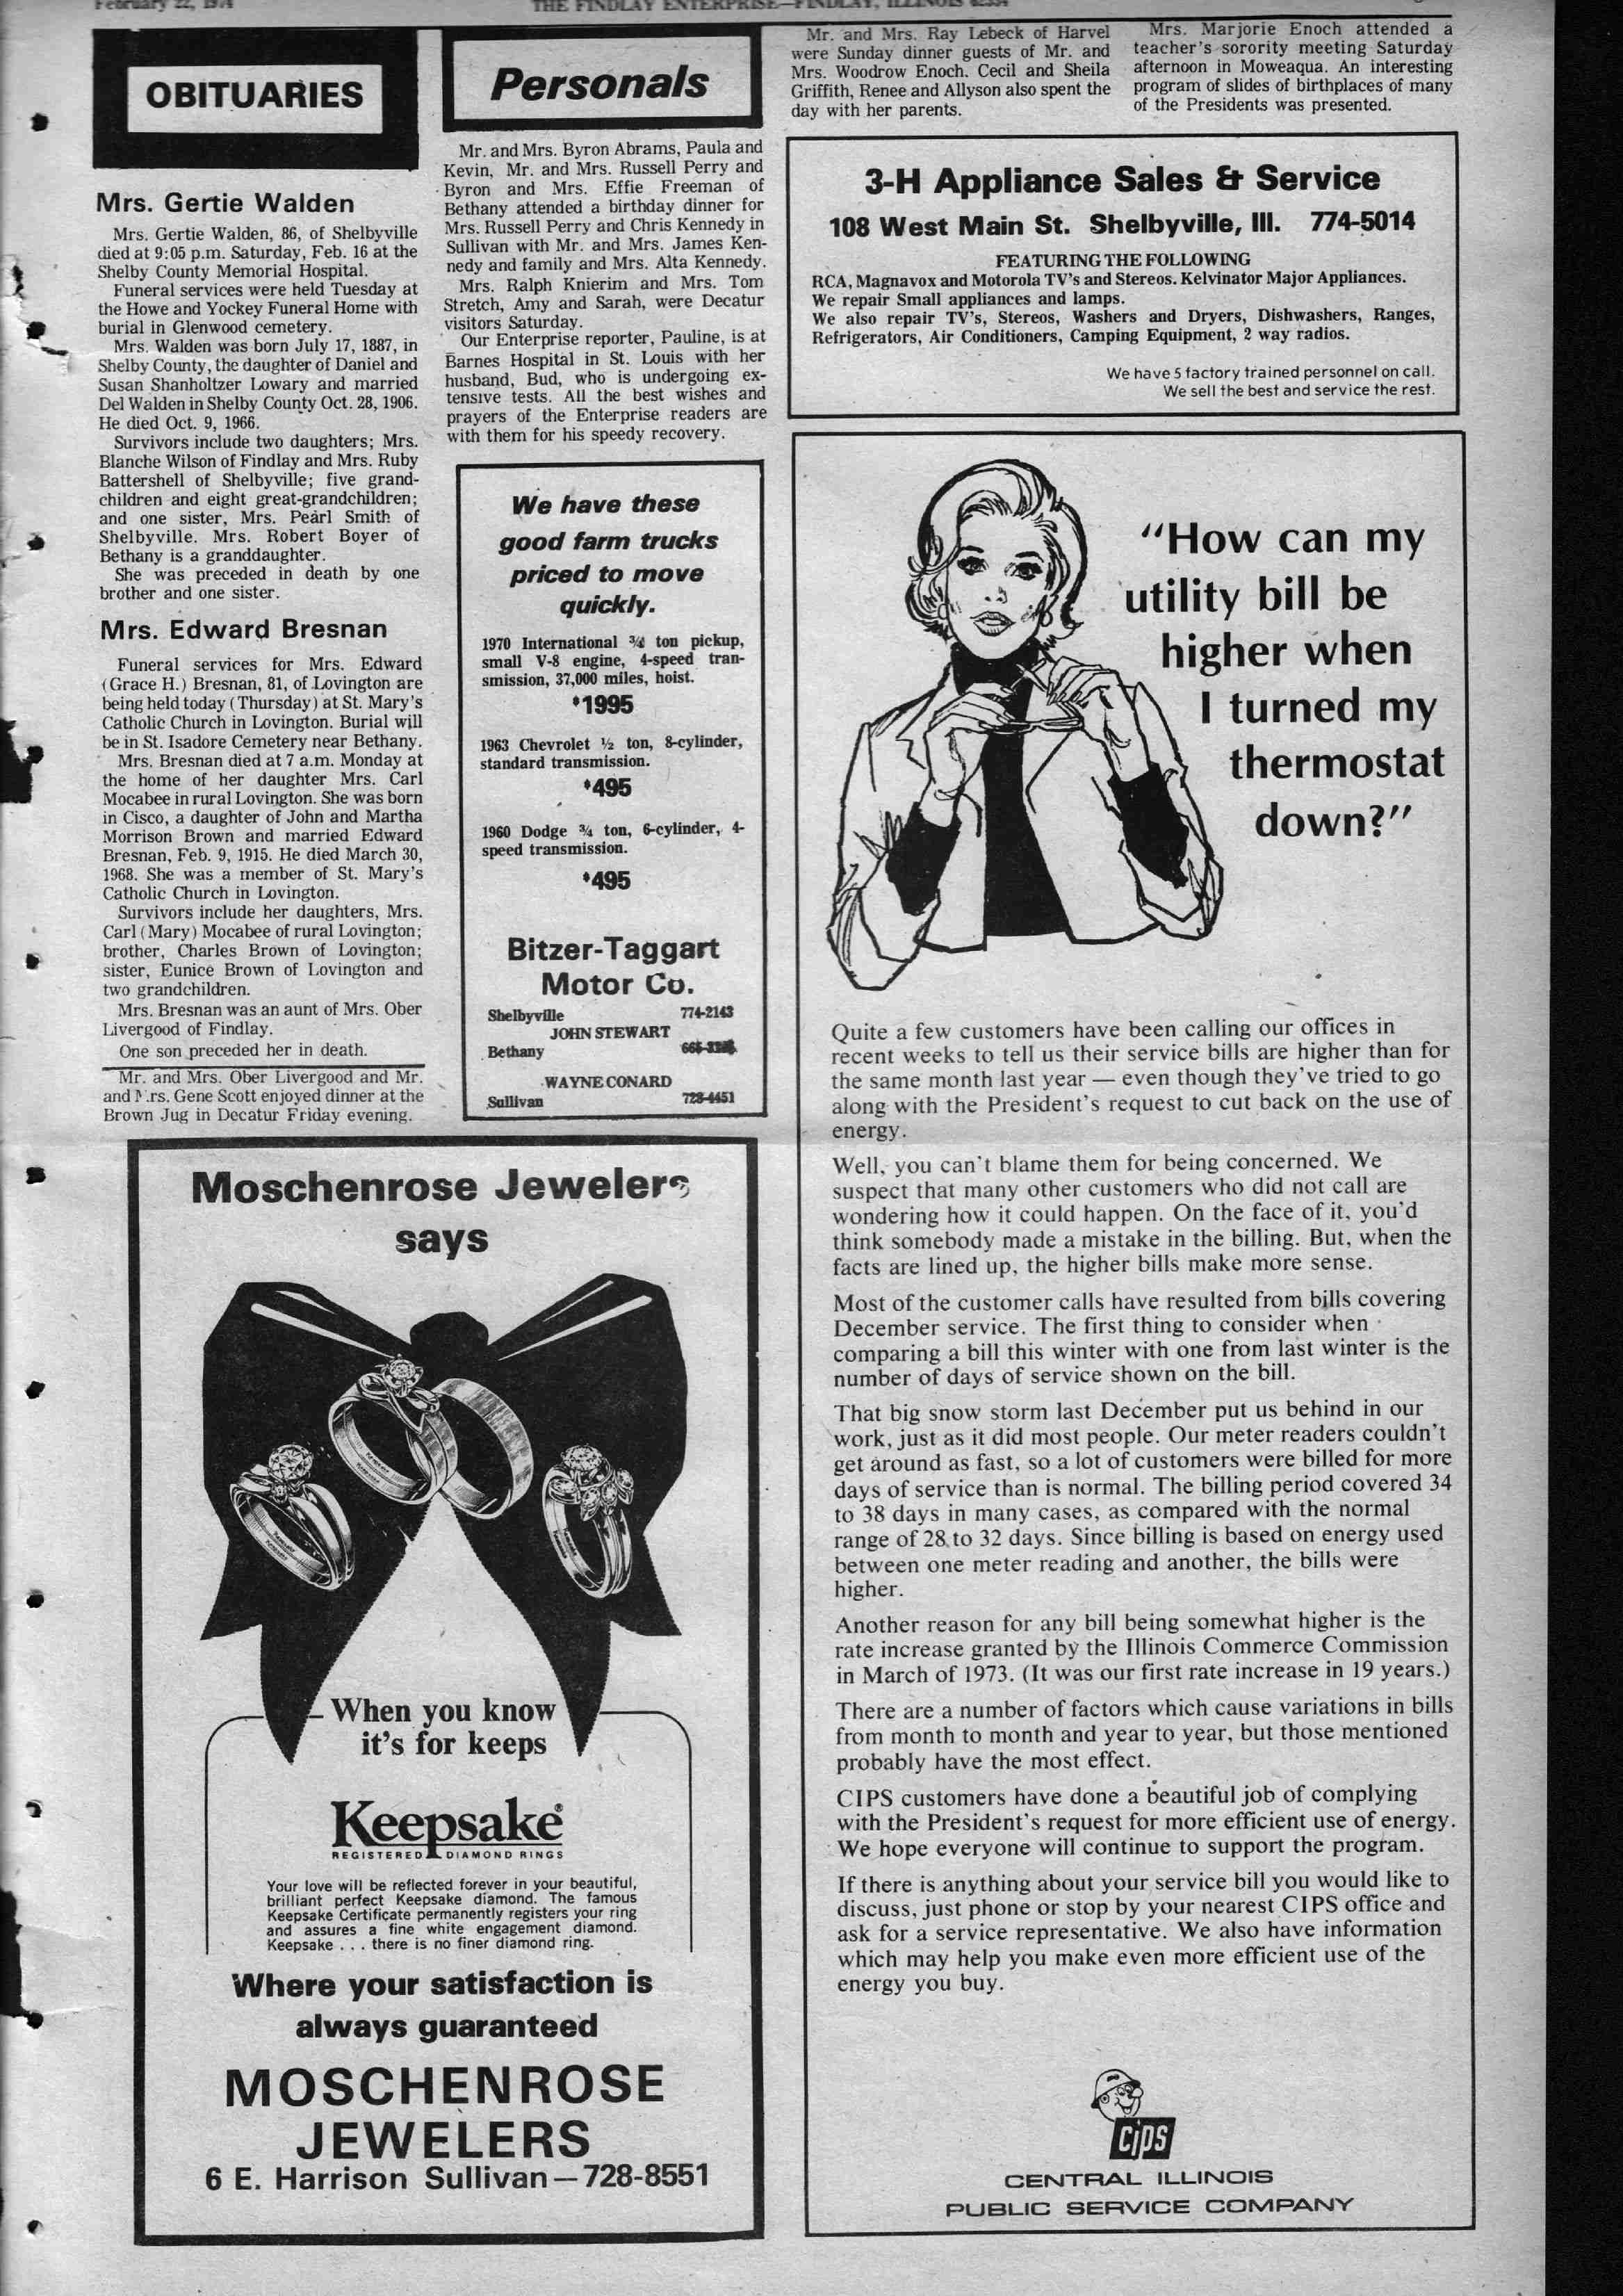 February 22, 1974
THE FINDLAY ENTERPRISE—FINDLAY, ILLINOIS 62534
OBITUARIES
Mrs. Gertie Walden
Mrs. Gertie Walden, 86, of Shelbyville
died at 9:05 p.m. Saturday, Feb. 16 at the
Shelby County Memorial Hospital.
Funeral services were held Tuesday at
the Howe and Yockey Funeral Home with
burial in Glenwood cemetery.
Mrs. Walden was born July 17, 1887, in
Shelby County, the daughter of Daniel and
Susan Shanholtzer Lowary and married
Del Walden in Shelby County Oct. 28, 1906.
He died Oct. 9, 1966.
Survivors include two daughters; Mrs.
Blanche Wilson of Findlay and Mrs. Ruby
Battershell of Shelbyville; five grand-
children and eight great-grandchildren;
and one sister, Mrs. Pearl Smith of
Shelbyville. Mrs. Robert Boyer of
Bethany is a granddaughter.
She was preceded in death by one
brother and one sister.
Mrs. Edward Bresnan
Funeral services for Mrs. Edward
(Grace H.) Bresnan, 81, of Lovington are
being held today (Thursday) at St. Mary's
Catholic Church in Lovington. Burial will
be in St. Isadore Cemetery near Bethany.
Mrs. Bresnan died at 7 a.m. Monday at
the home of her daughter Mrs. Carl
Mocabee in rural Lovington. She was born
in Cisco, a daughter of John and Martha
Morrison Brown and married Edward
Bresnan, Feb. 9, 1915. He died March 30,
1968. She was a member of St. Mary's
Catholic Church in Lovington.
Survivors include her daughters, Mrs.
Carl (Mary) Mocabee of rural Lovington;
brother, Charles Brown of Lovington;
sister, Eunice Brown of Lovington and
two grandchildren.
Mrs. Bresnan was an aunt of Mrs. Ober
Livergood of Findlay.
One son preceded her in death.
Mr. and Mrs. Ober Livergood and Mr.
and Mrs. Gene Scott enjoyed dinner at the
Brown Jug in Decatur Friday evening.
Personals
Mr. and Mrs. Byron Abrams, Paula and
Kevin, Mr. and Mrs. Russell Perry and
Byron and Mrs. Effie Freeman of
Bethany attended a birthday dinner for
Mrs. Russell Perry and Chris Kennedy in
Sullivan with Mr. and Mrs. James Ken-
nedy and family and Mrs. Alta Kennedy.
Mrs. Ralph Knierim and Mrs. Tom
Stretch, Amy and Sarah, were Decatur
visitors Saturday.
Our Enterprise reporter, Pauline, is at
Barnes Hospital in St. Louis with her
husband, Bud, who is undergoing ex-
tensive tests. All the best wishes and
prayers of the Enterprise readers are
with them for his speedy recovery.
We have these
good farm trucks
priced to move
quickly.
1970 International ¾ ton pickup,
small V-8 engine, 4-speed tran-
smission, 37,000 miles, hoist.
$1995
1963 Chevrolet ½ ton, 8-cylinder,
standard transmission.
$495
1960 Dodge ¾ ton, 6-cylinder, 4-
speed transmission.
$495
Bitzer-Taggart
Motor Co.
Shelbyville 774-2143
JOHN STEWART
Bethany
WAYNE CONARD
Sullivan 728-4451
Moschenrose Jewelers
says
When you know
it's for keeps
Keepsake®
REGISTERED DIAMOND RINGS
Your love will be reflected forever in your beautiful,
brilliant perfect Keepsake diamond. The famous
Keepsake Certificate permanently registers your ring
and assures a fine white engagement diamond.
Keepsake . . . there is no finer diamond ring.
Where your satisfaction is
always guaranteed
MOSCHENROSE
JEWELERS
6 E. Harrison Sullivan—728-8551
Mr. and Mrs. Ray Lebeck of Harvel
were Sunday dinner guests of Mr. and
Mrs. Woodrow Enoch. Cecil and Sheila
Griffith, Renee and Allyson also spent the
day with her parents.
Mrs. Marjorie Enoch attended a
teacher's sorority meeting Saturday
afternoon in Moweaqua. An interesting
program of slides of birthplaces of many
of the Presidents was presented.
3-H Appliance Sales & Service
108 West Main St. Shelbyville, Ill. 774-5014
FEATURING THE FOLLOWING
RCA, Magnavox and Motorola TV's and Stereos. Kelvinator Major Appliances.
We repair Small appliances and lamps.
We also repair TV's, Stereos, Washers and Dryers, Dishwashers, Ranges,
Refrigerators, Air Conditioners, Camping Equipment, 2 way radios.
We have 5 factory trained personnel on call.
We sell the best and service the rest.
"How can my
utility bill be
higher when
I turned my
thermostat
down?"
Quite a few customers have been calling our offices in
recent weeks to tell us their service bills are higher than for
the same month last year — even though they've tried to go
along with the President's request to cut back on the use of
energy.
Well, you can't blame them for being concerned. We
suspect that many other customers who did not call are
wondering how it could happen. On the face of it, you'd
think somebody made a mistake in the billing. But, when the
facts are lined up, the higher bills make more sense.
Most of the customer calls have resulted from bills covering
December service. The first thing to consider when
comparing a bill this winter with one from last winter is the
number of days of service shown on the bill.
That big snow storm last December put us behind in our
work, just as it did most people. Our meter readers couldn't
get around as fast, so a lot of customers were billed for more
days of service than is normal. The billing period covered 34
to 38 days in many cases, as compared with the normal
range of 28 to 32 days. Since billing is based on energy used
between one meter reading and another, the bills were
higher.
Another reason for any bill being somewhat higher is the
rate increase granted by the Illinois Commerce Commission
in March of 1973. (It was our first rate increase in 19 years.)
There are a number of factors which cause variations in bills
from month to month and year to year, but those mentioned
probably have the most effect.
CIPS customers have done a beautiful job of complying
with the President's request for more efficient use of energy.
We hope everyone will continue to support the program.
If there is anything about your service bill you would like to
discuss, just phone or stop by your nearest CIPS office and
ask for a service representative. We also have information
which may help you make even more efficient use of the
energy you buy.
cips
CENTRAL ILLINOIS
PUBLIC SERVICE COMPANY